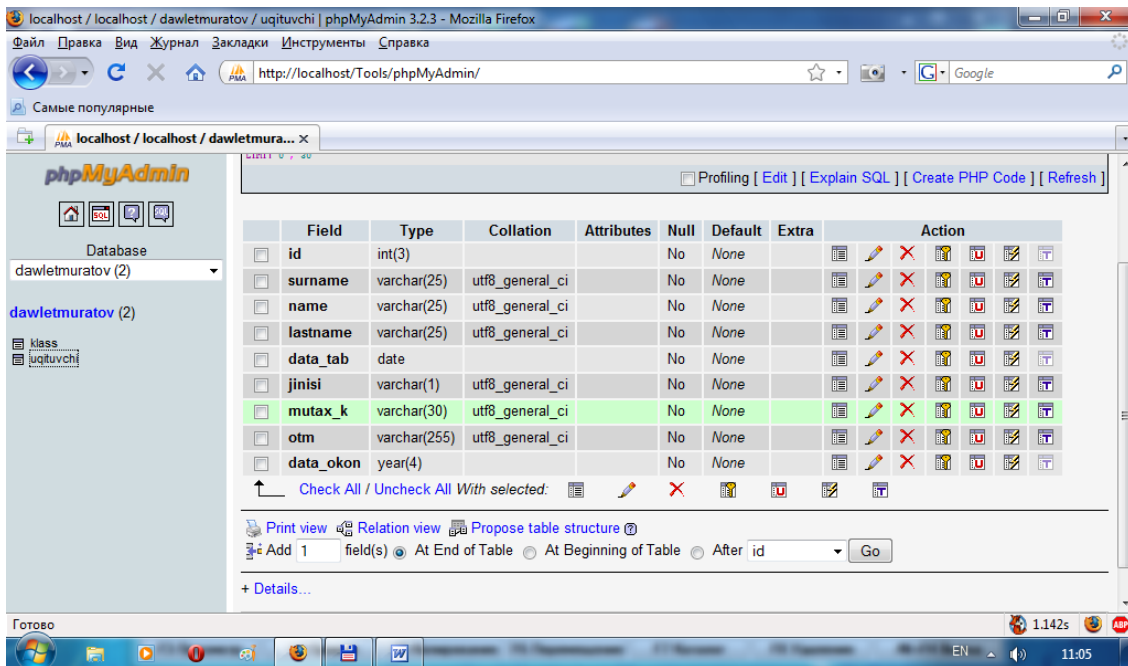 localhost / localhost / dawletmuratov / uqituvchi | phpMyAdmin 3.2.3 - Mozilla Firefox
Файл Правка Вид Журнал Закладки Инструменты Справка
http://localhost/Tools/phpMyAdmin/ Google
Самые популярные
localhost / localhost / dawletmura...
phpMyAdmin
Profiling [ Edit ] [ Explain SQL ] [ Create PHP Code ] [ Refresh ]
Database
dawletmuratov (2)
dawletmuratov (2)
klass
uqituvchi
Field Type Collation Attributes Null Default Extra Action
id int(3) No None
surname varchar(25) utf8_general_ci No None
name varchar(25) utf8_general_ci No None
lastname varchar(25) utf8_general_ci No None
data_tab date No None
jinisi varchar(1) utf8_general_ci No None
mutax_k varchar(30) utf8_general_ci No None
otm varchar(255) utf8_general_ci No None
data_okon year(4) No None
Check All / Uncheck All With selected:
Print view Relation view Propose table structure
Add 1 field(s) At End of Table At Beginning of Table After id Go
+ Details...
Готово 1.142s ABP
EN 11:05